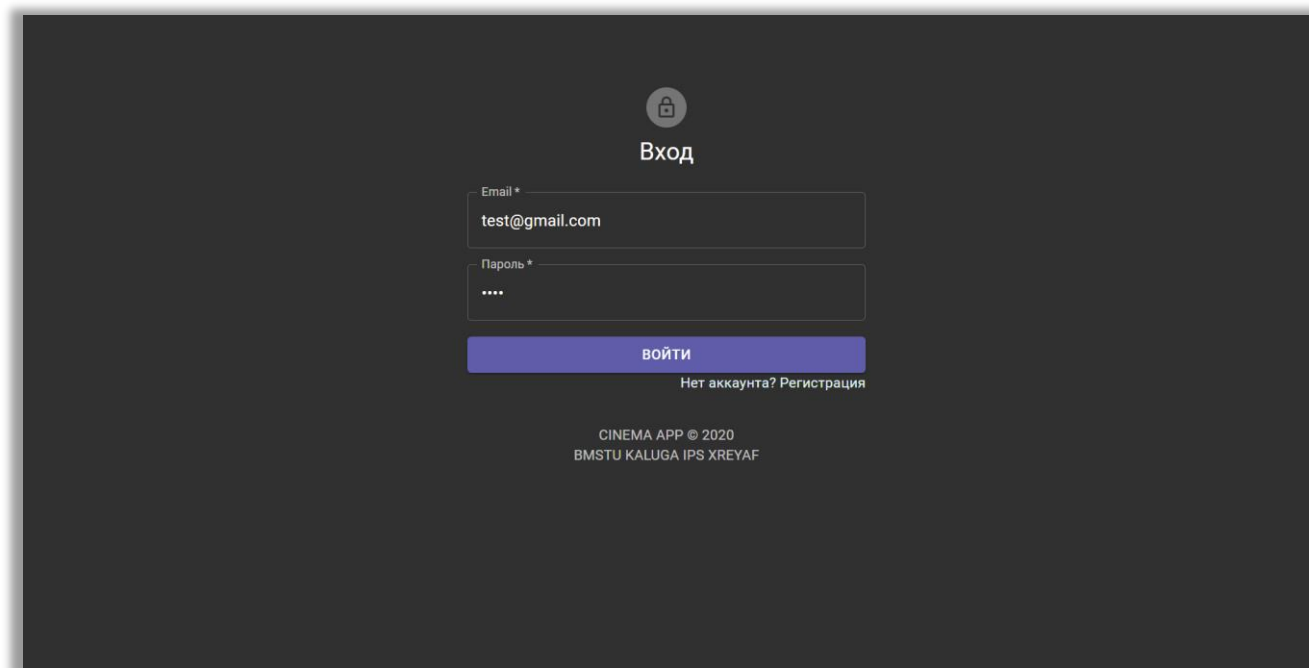 Вход
Email *
test@gmail.com
Пароль *
••••
ВОЙТИ
Нет аккаунта? Регистрация
CINEMA APP © 2020
BMSTU KALUGA IPS XREYAF